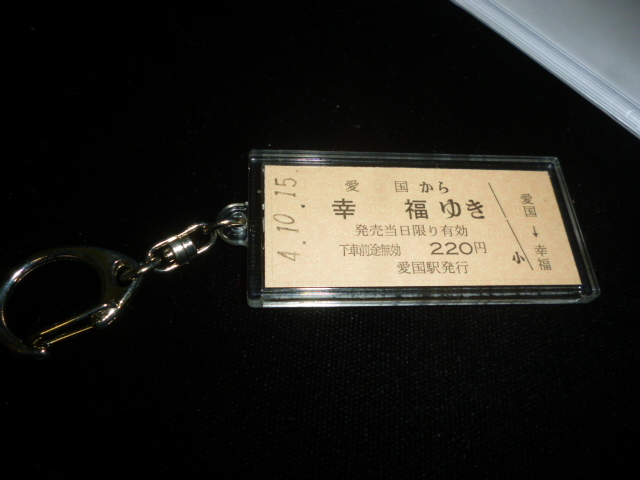 4.10.15.
愛国から
幸福ゆき
発売当日限り有効
下車前途無効 220円
愛国駅発行
愛国→幸福
小